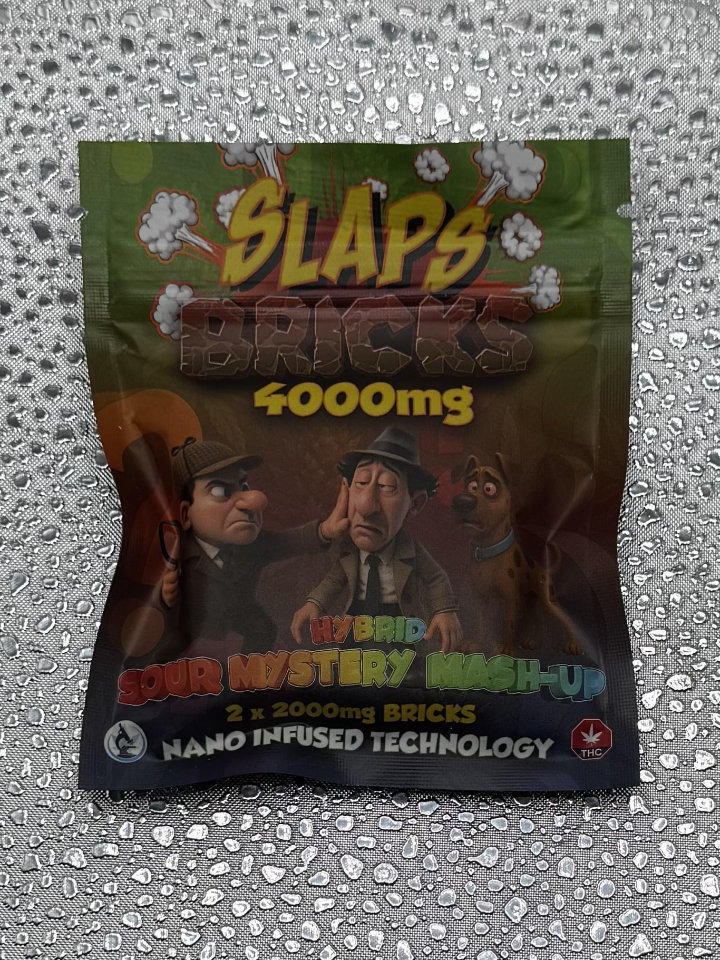 SLAPS
BRICKS
4000mg
HYBRID
SOUR MYSTERY MASH-UP
2 x 2000mg BRICKS
NANO INFUSED TECHNOLOGY
THC